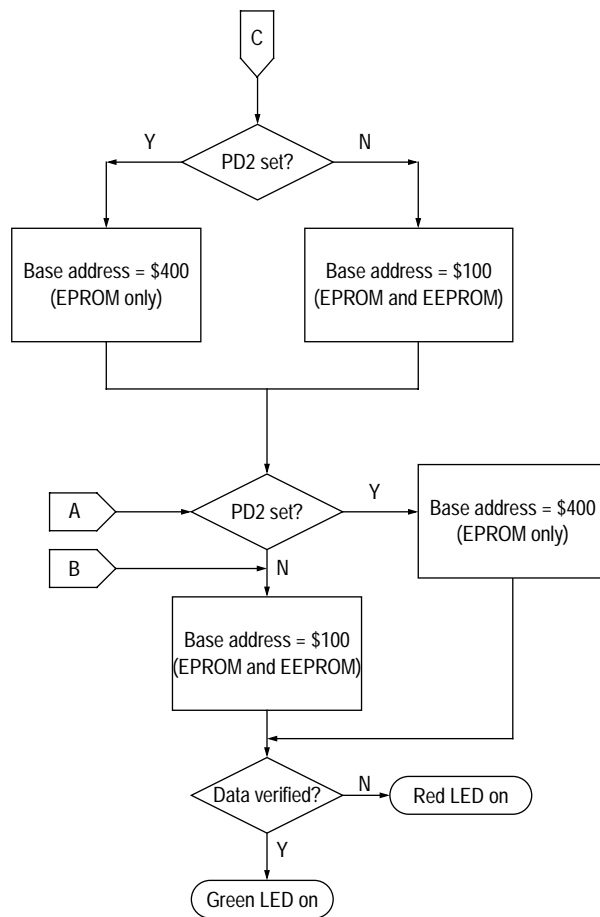 C
Y
N
PD2 set?
Base address = $400
(EPROM only)
Base address = $100
(EPROM and EEPROM)
A
PD2 set?
Y
Base address = $400
(EPROM only)
B
N
Base address = $100
(EPROM and EEPROM)
Data verified?
N
Red LED on
Y
Green LED on